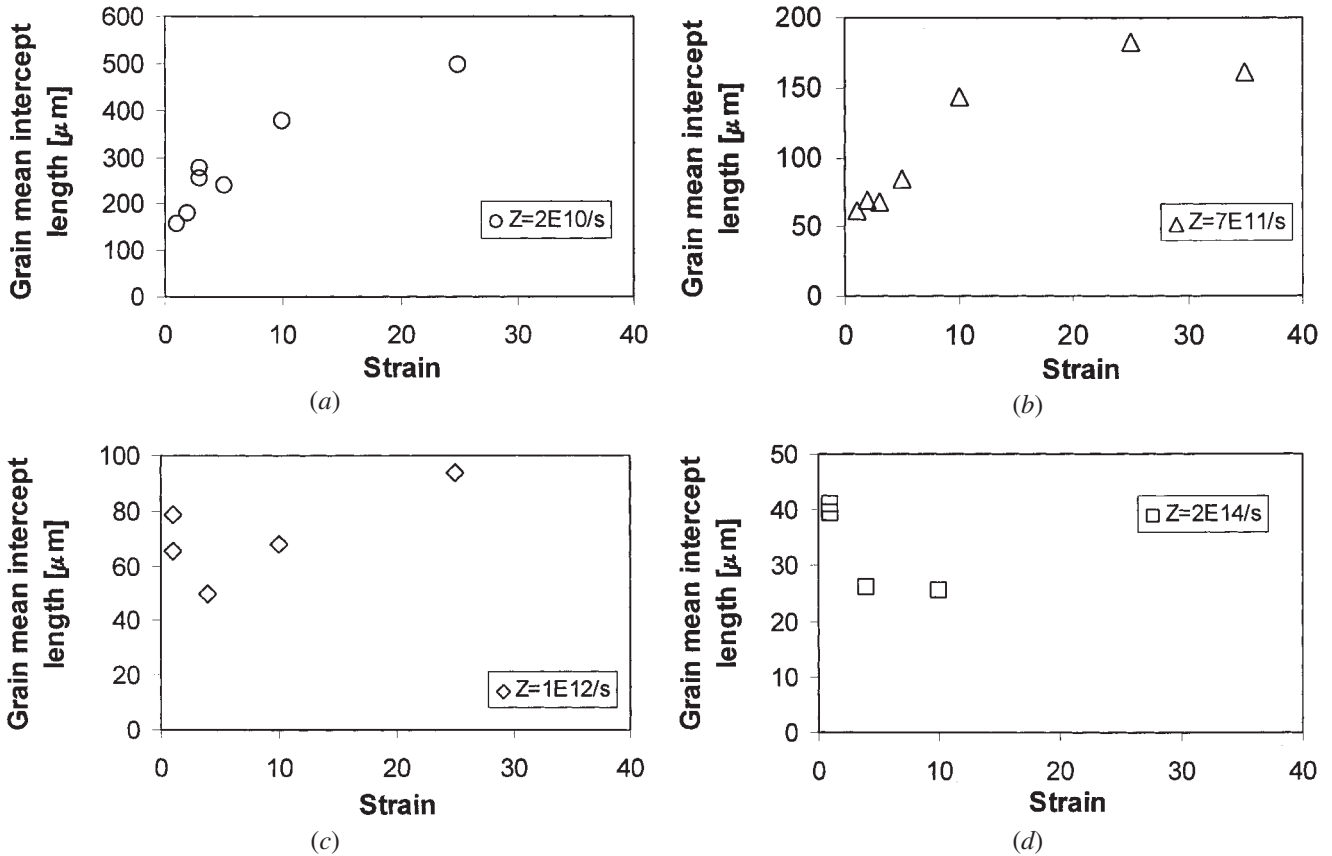 Grain mean intercept
length [μm]
600
500
400
300
200
100
0
0 10 20 30 40
Strain
Z=2E10/s
(a)
Grain mean intercept
length [μm]
200
150
100
50
0
0 10 20 30 40
Strain
Z=7E11/s
(b)
Grain mean intercept
length [μm]
100
80
60
40
20
0
0 10 20 30 40
Strain
Z=1E12/s
(c)
Grain mean intercept
length [μm]
50
40
30
20
10
0
0 10 20 30 40
Strain
Z=2E14/s
(d)